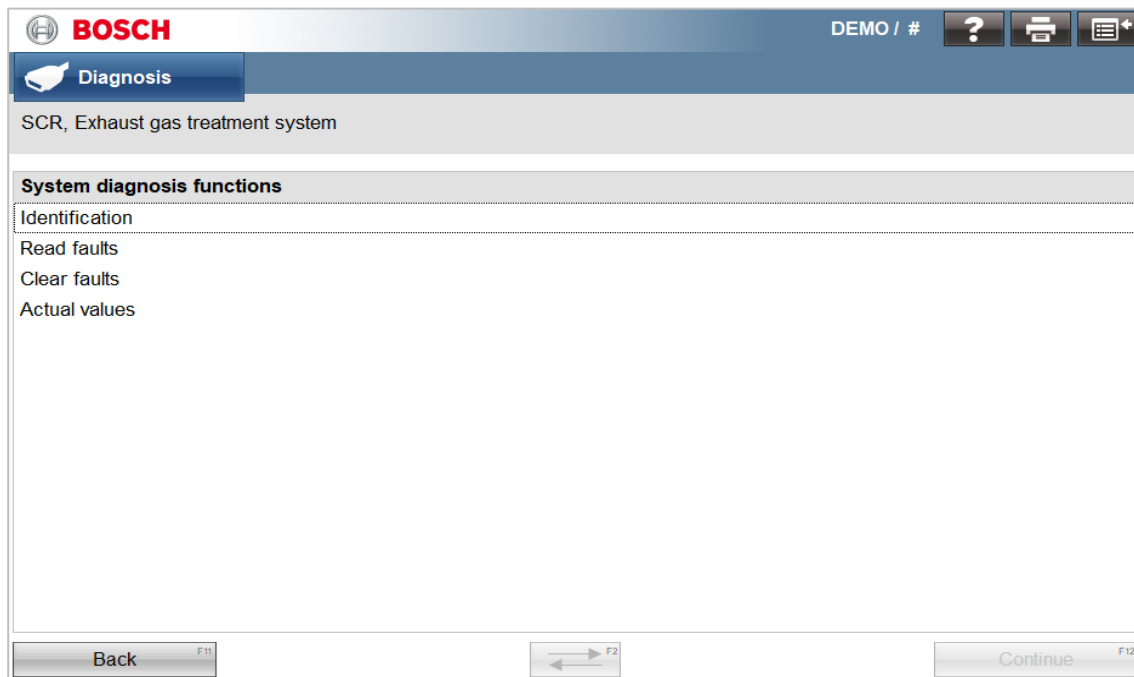 BOSCH
DEMO / #
?
Diagnosis
SCR, Exhaust gas treatment system
System diagnosis functions
Identification
Read faults
Clear faults
Actual values
Back F11
F2
Continue F12